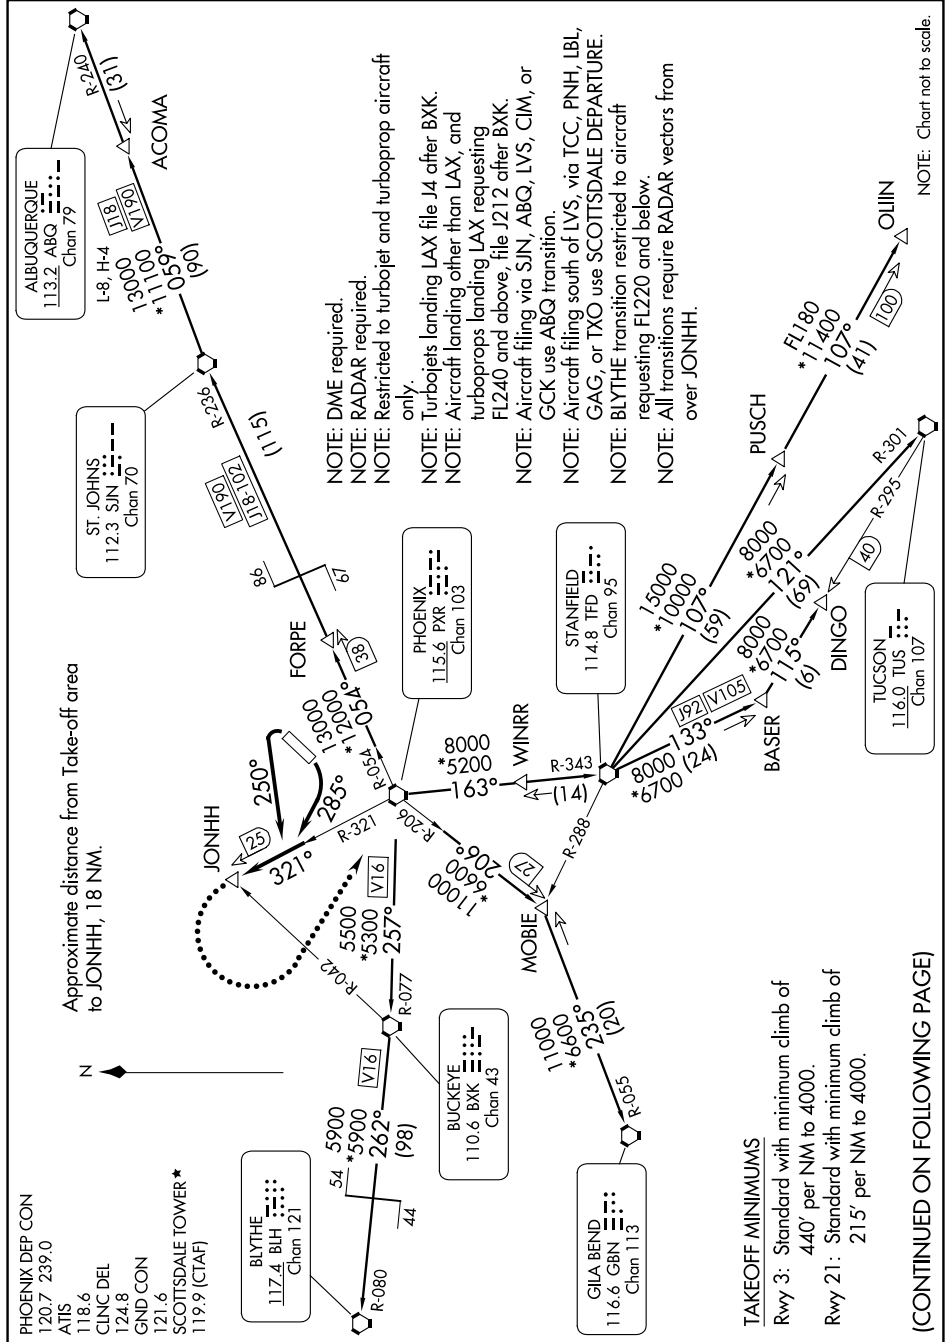 PHOENIX DEP CON
120.7 239.0
ATIS
118.6
CLNC DEL
124.8
GND CON
121.6
SCOTTSDALE TOWER★
119.9 (CTAF)
N
Approximate distance from Take-off area
to JONHH, 18 NM.
BLYTHE
117.4 BLH
Chan 121
R-080
54
44
5900
*5900
262°
(98)
V16
BUCKEYE
110.6 BXK
Chan 43
R-077
R-042
5500
*5300
257°
V16
JONHH
25
321°
R-321
250°
285°
PHOENIX
115.6 PXR
Chan 103
R-054
13000
*12000
054°
38
FORPE
86
67
V190
J18-102
(115)
R-236
ST. JOHNS
112.3 SJN
Chan 70
L-8, H-4
13000
*11100
059°
(90)
J18
V190
ACOMA
(31)
R-240
ALBUQUERQUE
113.2 ABQ
Chan 79
R-206
11000
*6600
206°
27
MOBIE
R-288
11000
*6600
235°
(20)
R-055
GILA BEND
116.6 GBN
Chan 113
8000
*5200
163°
WINRR
(14)
R-343
STANFIELD
114.8 TFD
Chan 95
8000
*6700
133°
(24)
J92
V105
BASER
8000
*6700
115°
(6)
DINGO
40
R-295
8000
*6700
121°
(69)
R-301
TUCSON
116.0 TUS
Chan 107
15000
*10000
107°
(59)
PUSCH
FL180
*11400
107°
(41)
100
OLIIN
NOTE: DME required.
NOTE: RADAR required.
NOTE: Restricted to turbojet and turboprop aircraft
only.
NOTE: Turbojets landing LAX file J4 after BXK.
NOTE: Aircraft landing other than LAX, and
turboprops landing LAX requesting
FL240 and above, file J212 after BXK.
NOTE: Aircraft filing via SJN, ABQ, LVS, CIM, or
GCK use ABQ transition.
NOTE: Aircraft filing south of LVS, via TCC, PNH, LBL,
GAG, or TXO use SCOTTSDALE DEPARTURE.
NOTE: BLYTHE transition restricted to aircraft
requesting FL220 and below.
NOTE: All transitions require RADAR vectors from
over JONHH.
TAKEOFF MINIMUMS
Rwy 3: Standard with minimum climb of
440' per NM to 4000.
Rwy 21: Standard with minimum climb of
215' per NM to 4000.
(CONTINUED ON FOLLOWING PAGE)
NOTE: Chart not to scale.